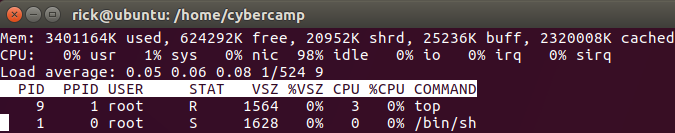 rick@ubuntu: /home/cybercamp
Mem: 3401164K used, 624292K free, 20952K shrd, 25236K buff, 2320008K cached
CPU:   0% usr   1% sys   0% nic  98% idle   0% io   0% irq   0% sirq
Load average: 0.05 0.06 0.08 1/524 9
  PID  PPID USER     STAT   VSZ %VSZ CPU %CPU COMMAND
    9     1 root     R     1564   0%   3   0% top
    1     0 root     S     1628   0%   0   0% /bin/sh